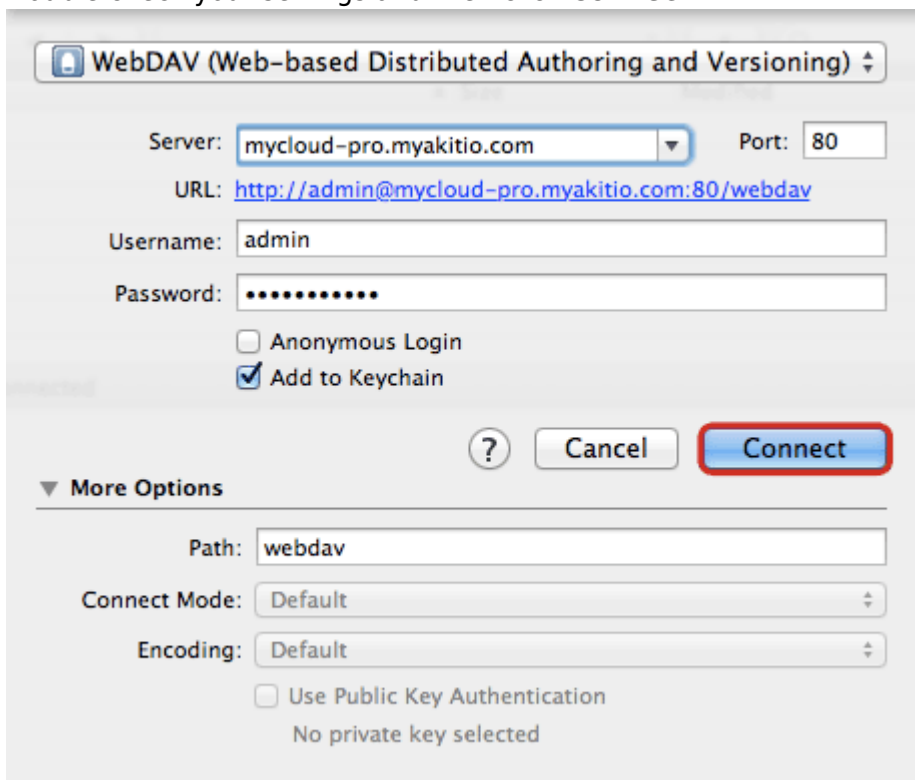 WebDAV (Web-based Distributed Authoring and Versioning)
Server: mycloud-pro.myakitio.com Port: 80
URL: http://admin@mycloud-pro.myakitio.com:80/webdav
Username: admin
Password: •••••••••••
Anonymous Login
Add to Keychain
? Cancel Connect
More Options
Path: webdav
Connect Mode: Default
Encoding: Default
Use Public Key Authentication
No private key selected